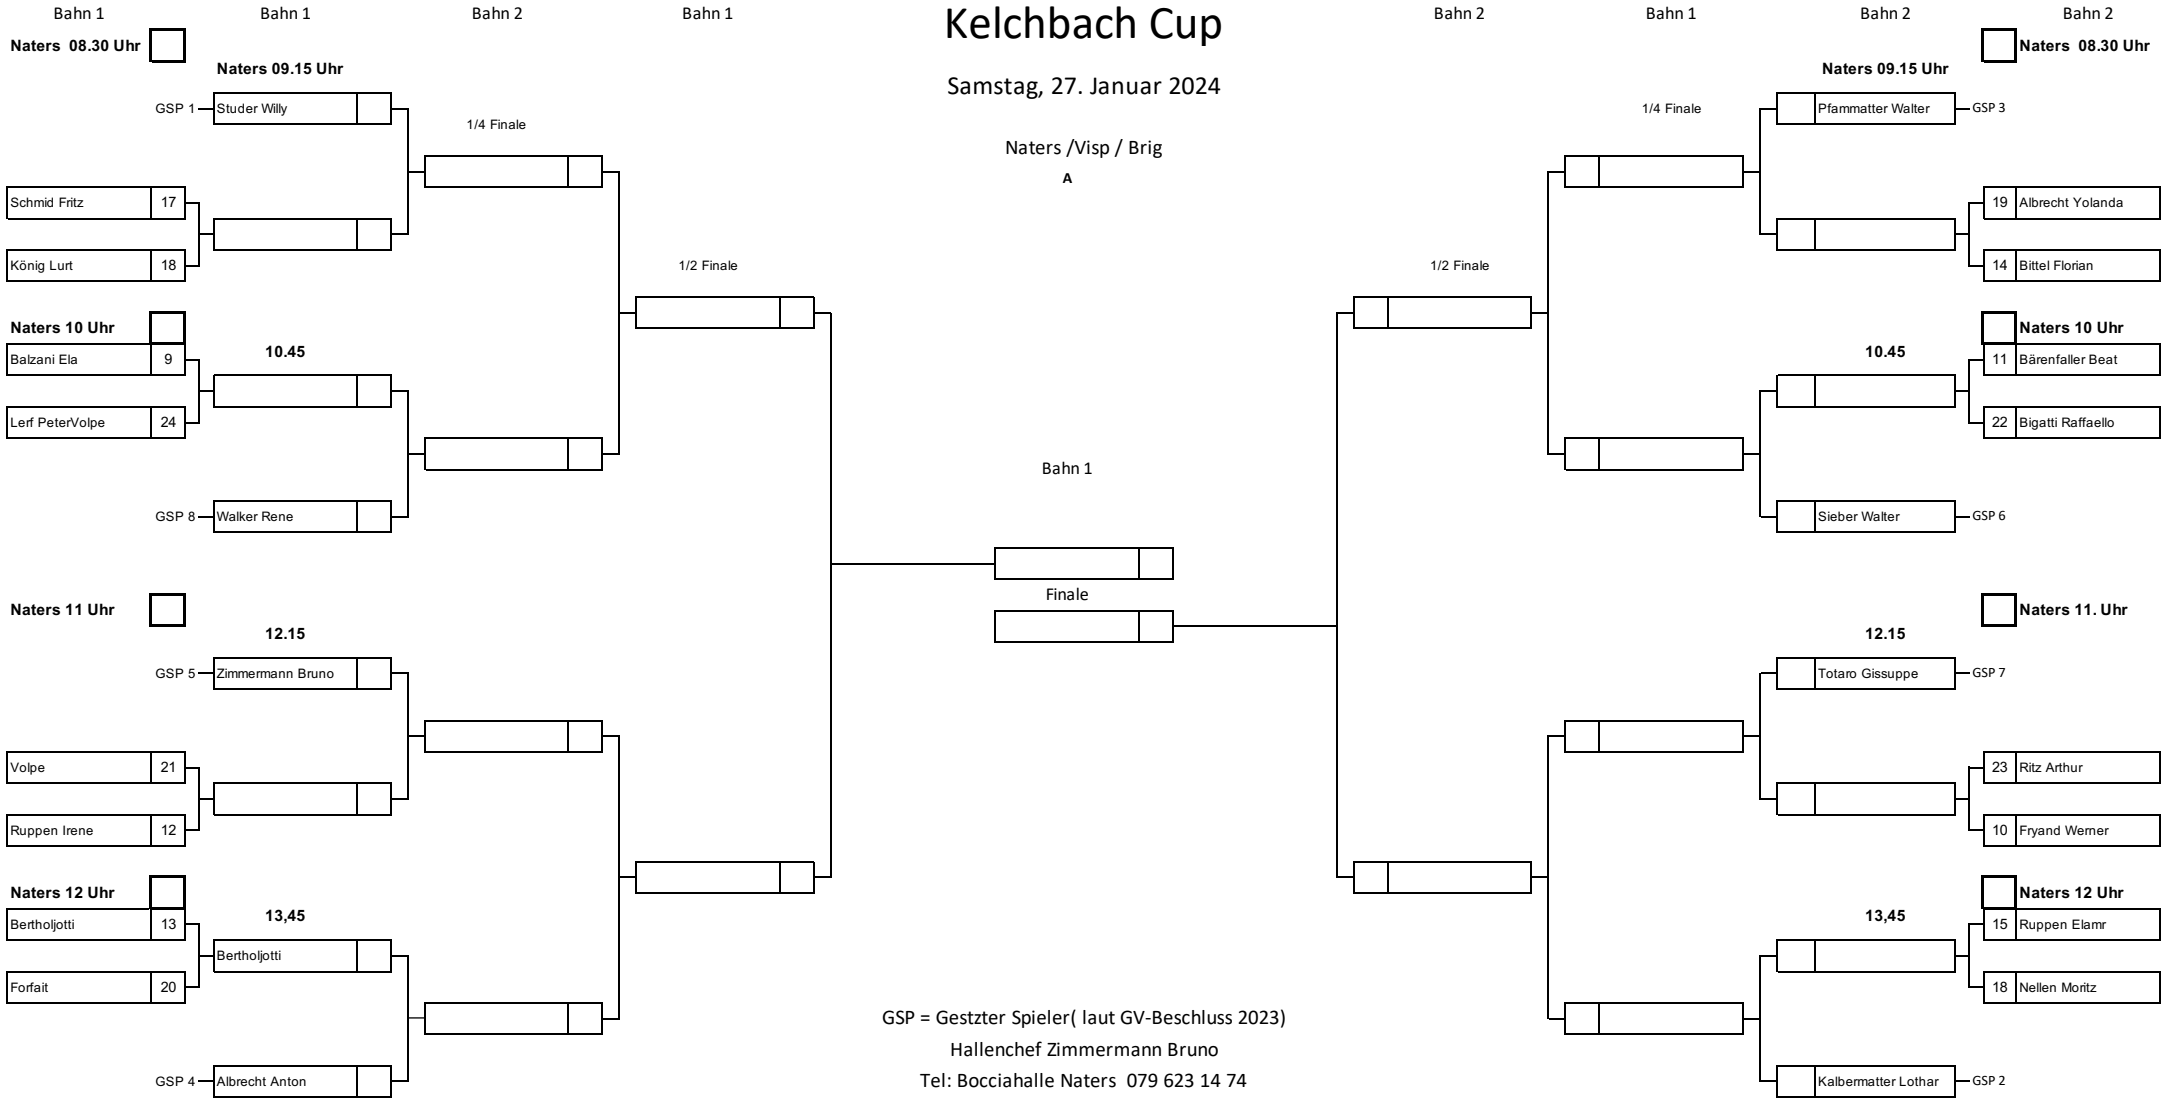 Bahn 1 Bahn 1 Bahn 2 Bahn 1 Kelchbach Cup Bahn 2 Bahn 1 Bahn 2 Bahn 2
Naters 08.30 Uhr Naters 08.30 Uhr
Naters 09.15 Uhr Naters 09.15 Uhr
Samstag, 27. Januar 2024
GSP 1 Studer Willy 1/4 Finale Pfammatter Walter GSP 3
1/4 Finale
Naters /Visp / Brig
A
Schmid Fritz 17 19 Albrecht Yolanda
König Lurt 18 1/2 Finale 1/2 Finale 14 Bittel Florian
Naters 10 Uhr Naters 10 Uhr
10.45 10.45
Balzani Ela 9 11 Bärenfaller Beat
Lerf PeterVolpe 24 22 Bigatti Raffaello
Bahn 1
GSP 8 Walker Rene Sieber Walter GSP 6
Finale
Naters 11 Uhr Naters 11. Uhr
12.15 12.15
GSP 5 Zimmermann Bruno Totaro Gissuppe GSP 7
Volpe 21 23 Ritz Arthur
Ruppen Irene 12 10 Fryand Werner
Naters 12 Uhr Naters 12 Uhr
13,45 13,45
Bertholjotti 13 15 Ruppen Elamr
Bertholjotti
Forfait 20 18 Nellen Moritz
GSP = Gestzter Spieler( laut GV-Beschluss 2023)
Hallenchef Zimmermann Bruno
GSP 4 Albrecht Anton Tel: Bocciahalle Naters 079 623 14 74 Kalbermatter Lothar GSP 2